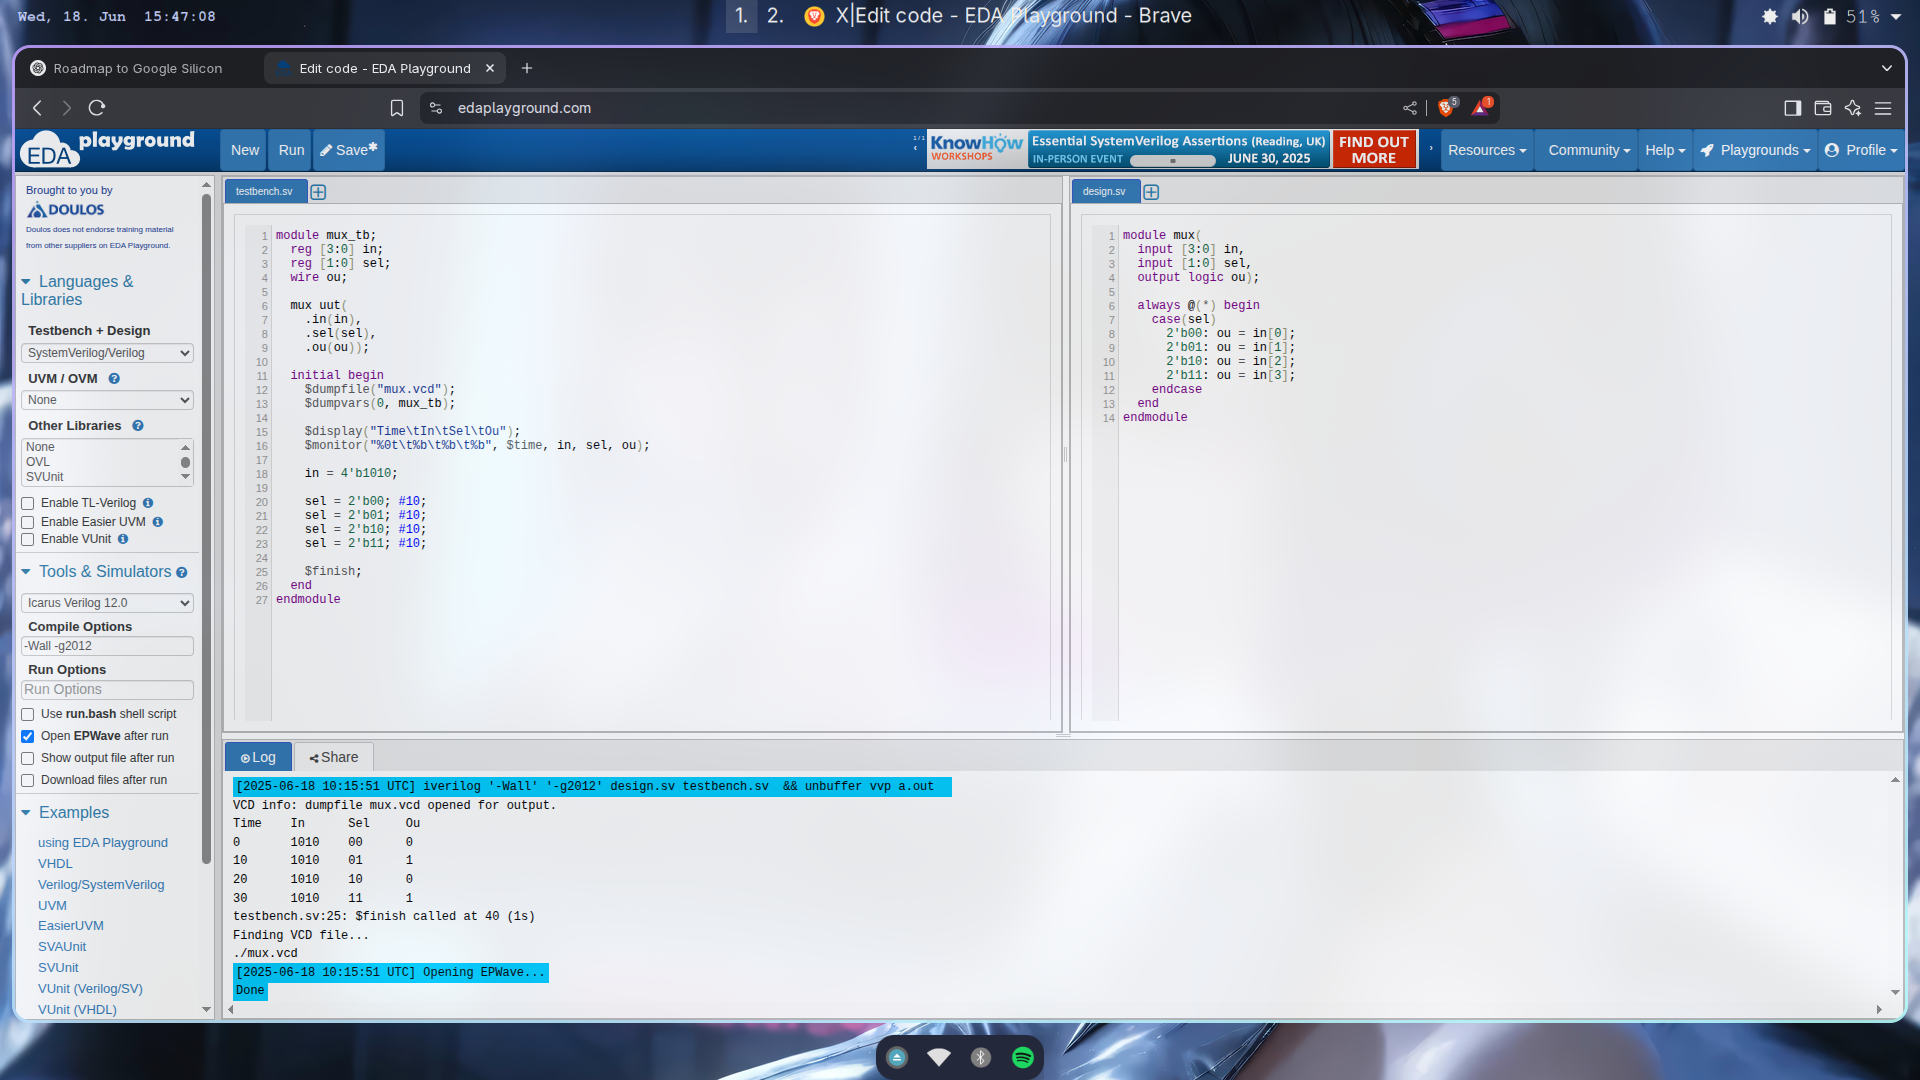 Wed, 18. Jun 15:47:08
1. 2. X|Edit code - EDA Playground - Brave
51%
Roadmap to Google Silicon
Edit code - EDA Playground
edaplayground.com
5
1
EDA playground
New
Run
Save*
1 / 1
KnowHow WORKSHOPS
Essential SystemVerilog Assertions (Reading, UK)
IN-PERSON EVENT
JUNE 30, 2025
FIND OUT MORE
Resources
Community
Help
Playgrounds
Profile
Brought to you by
DOULOS
Doulos does not endorse training material
from other suppliers on EDA Playground.
Languages &
Libraries
Testbench + Design
SystemVerilog/Verilog
UVM / OVM
None
Other Libraries
None
OVL
SVUnit
Enable TL-Verilog
Enable Easier UVM
Enable VUnit
Tools & Simulators
Icarus Verilog 12.0
Compile Options
-Wall -g2012
Run Options
Run Options
Use run.bash shell script
Open EPWave after run
Show output file after run
Download files after run
Examples
using EDA Playground
VHDL
Verilog/SystemVerilog
UVM
EasierUVM
SVAUnit
SVUnit
VUnit (Verilog/SV)
VUnit (VHDL)
testbench.sv
1 module mux_tb;
2 reg [3:0] in;
3 reg [1:0] sel;
4 wire ou;
5
6 mux uut(
7 .in(in),
8 .sel(sel),
9 .ou(ou));
10
11 initial begin
12 $dumpfile("mux.vcd");
13 $dumpvars(0, mux_tb);
14
15 $display("Time\tIn\tSel\tOu");
16 $monitor("%0t\t%b\t%b\t%b", $time, in, sel, ou);
17
18 in = 4'b1010;
19
20 sel = 2'b00; #10;
21 sel = 2'b01; #10;
22 sel = 2'b10; #10;
23 sel = 2'b11; #10;
24
25 $finish;
26 end
27 endmodule
design.sv
1 module mux(
2 input [3:0] in,
3 input [1:0] sel,
4 output logic ou);
5
6 always @(*) begin
7 case(sel)
8 2'b00: ou = in[0];
9 2'b01: ou = in[1];
10 2'b10: ou = in[2];
11 2'b11: ou = in[3];
12 endcase
13 end
14 endmodule
Log
Share
[2025-06-18 10:15:51 UTC] iverilog '-Wall' '-g2012' design.sv testbench.sv && unbuffer vvp a.out
VCD info: dumpfile mux.vcd opened for output.
Time In Sel Ou
0 1010 00 0
10 1010 01 1
20 1010 10 0
30 1010 11 1
testbench.sv:25: $finish called at 40 (1s)
Finding VCD file...
./mux.vcd
[2025-06-18 10:15:51 UTC] Opening EPWave...
Done